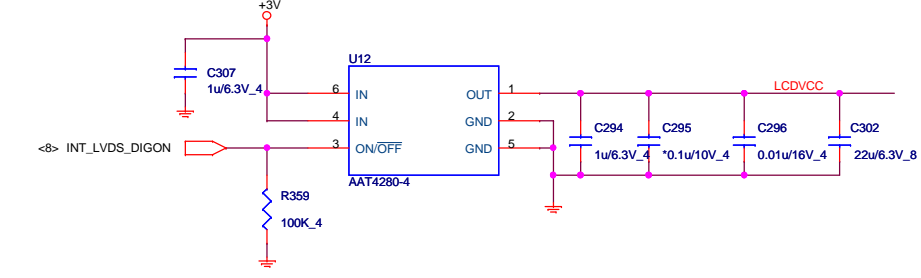 +3V
U12
C307
1u/6.3V_4
6 IN OUT 1
LCDVCC
4 IN GND 2
<8> INT_LVDS_DIGON
3 ON/OFF GND 5
AAT4280-4
C294
1u/6.3V_4
C295
*0.1u/10V_4
C296
0.01u/16V_4
C302
22u/6.3V_8
R359
100K_4